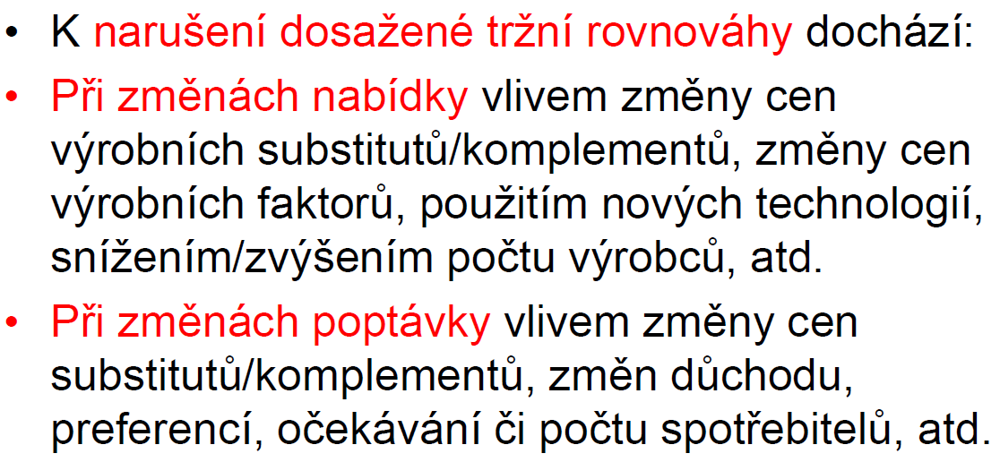 • K narušení dosažené tržní rovnováhy dochází:
• Při změnách nabídky vlivem změny cen
výrobních substitutů/komplementů, změny cen
výrobních faktorů, použitím nových technologií,
snížením/zvýšením počtu výrobců, atd.
• Při změnách poptávky vlivem změny cen
substitutů/komplementů, změn důchodu,
preferencí, očekávání či počtu spotřebitelů, atd.